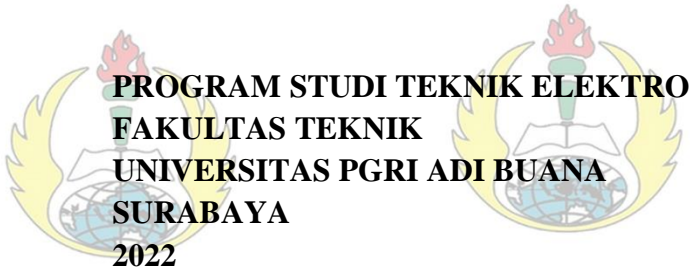 PROGRAM STUDI TEKNIK ELEKTRO
FAKULTAS TEKNIK
UNIVERSITAS PGRI ADI BUANA
SURABAYA
2022